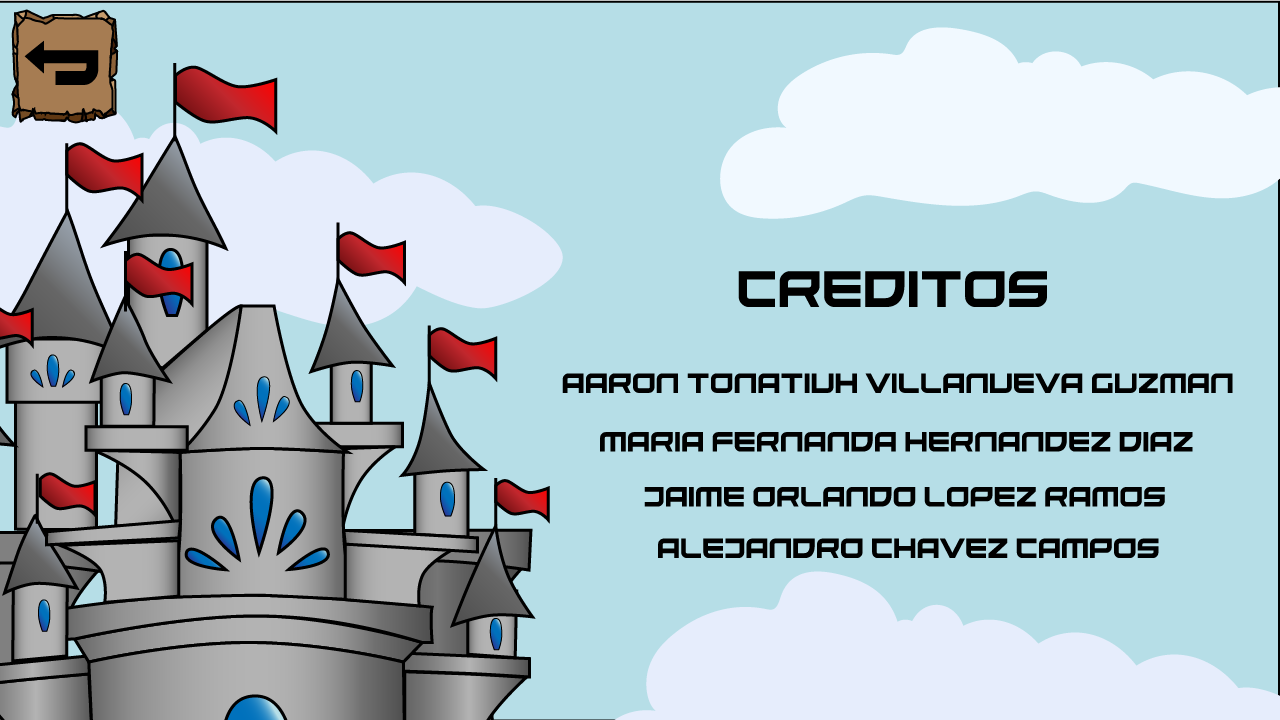 CREDITOS
AARON TONATIUH VILLANUEVA GUZMAN
MARIA FERNANDA HERNANDEZ DIAZ
JAIME ORLANDO LOPEZ RAMOS
ALEJANDRO CHAVEZ CAMPOS